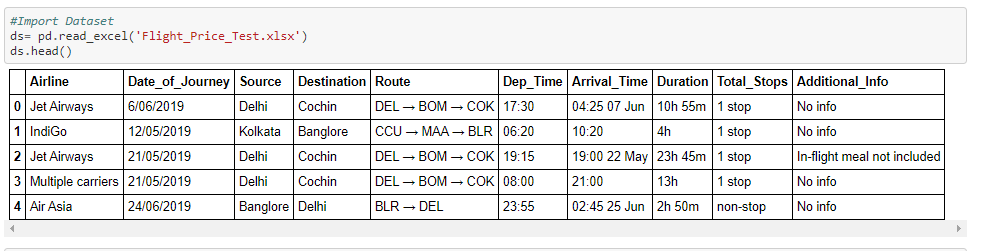 #Import Dataset
ds= pd.read_excel('Flight_Price_Test.xlsx')
ds.head()
Airline Date_of_Journey Source Destination Route Dep_Time Arrival_Time Duration Total_Stops Additional_Info
0 Jet Airways 6/06/2019 Delhi Cochin DEL → BOM → COK 17:30 04:25 07 Jun 10h 55m 1 stop No info
1 IndiGo 12/05/2019 Kolkata Banglore CCU → MAA → BLR 06:20 10:20 4h 1 stop No info
2 Jet Airways 21/05/2019 Delhi Cochin DEL → BOM → COK 19:15 19:00 22 May 23h 45m 1 stop In-flight meal not included
3 Multiple carriers 21/05/2019 Delhi Cochin DEL → BOM → COK 08:00 21:00 13h 1 stop No info
4 Air Asia 24/06/2019 Banglore Delhi BLR → DEL 23:55 02:45 25 Jun 2h 50m non-stop No info